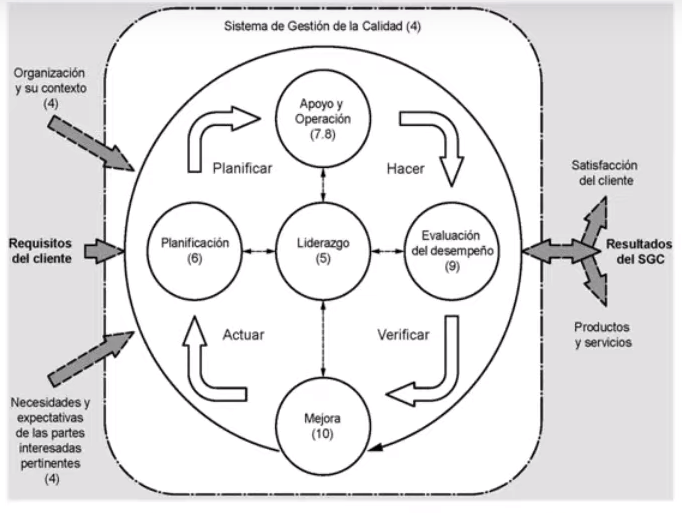 Sistema de Gestión de la Calidad (4)
Organización
y su contexto
(4)
Apoyo y
Operación
(7.8)
Planificar
Hacer
Satisfacción
del cliente
Requisitos
del cliente
Planificación
(6)
Liderazgo
(5)
Evaluación
del desempeño
(9)
Resultados
del SGC
Actuar
Verificar
Productos
y servicios
Necesidades y
expectativas
de las partes
interesadas
pertinentes
(4)
Mejora
(10)